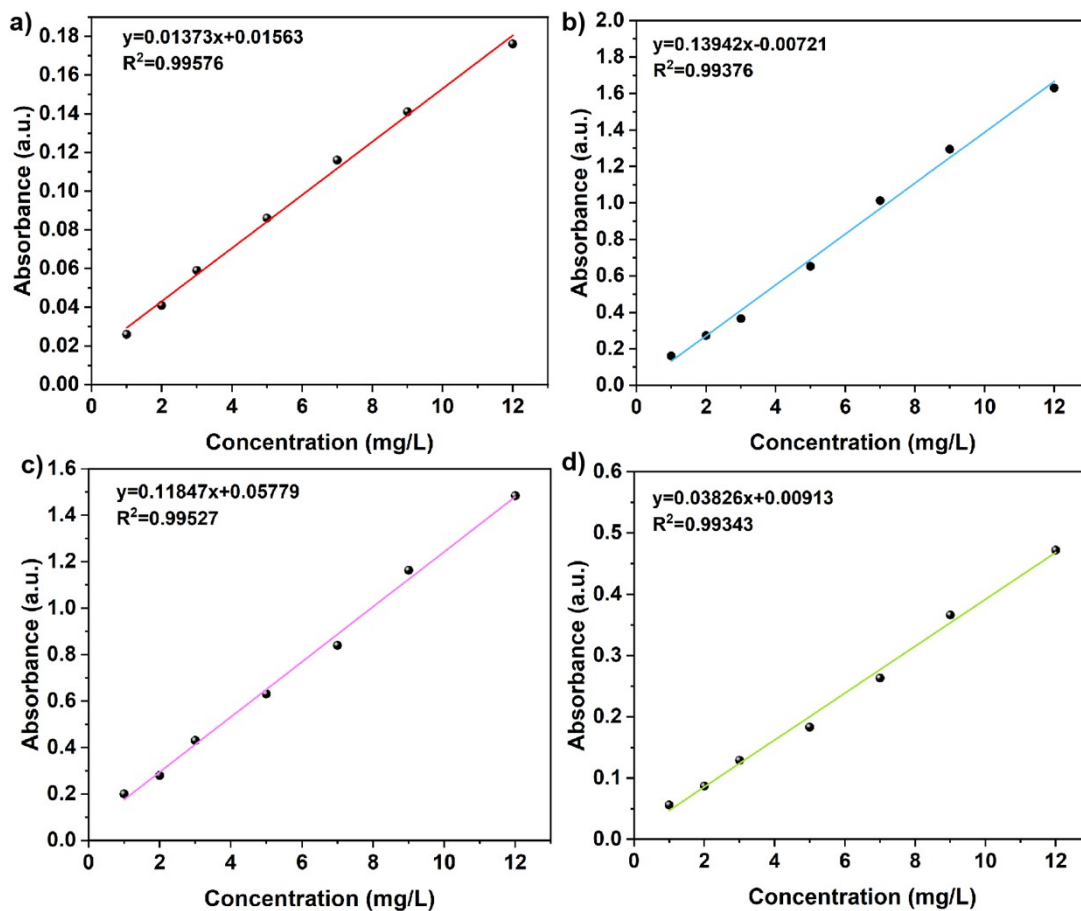 a)
y=0.01373x+0.01563
R²=0.99576
Absorbance (a.u.)
0.18
0.16
0.14
0.12
0.10
0.08
0.06
0.04
0.02
0.00
0 2 4 6 8 10 12
Concentration (mg/L)
b)
y=0.13942x-0.00721
R²=0.99376
Absorbance (a.u.)
2.0
1.8
1.6
1.4
1.2
1.0
0.8
0.6
0.4
0.2
0.0
0 2 4 6 8 10 12
Concentration (mg/L)
c)
y=0.11847x+0.05779
R²=0.99527
Absorbance (a.u.)
1.6
1.4
1.2
1.0
0.8
0.6
0.4
0.2
0.0
0 2 4 6 8 10 12
Concentration (mg/L)
d)
y=0.03826x+0.00913
R²=0.99343
Absorbance (a.u.)
0.6
0.5
0.4
0.3
0.2
0.1
0.0
0 2 4 6 8 10 12
Concentration (mg/L)